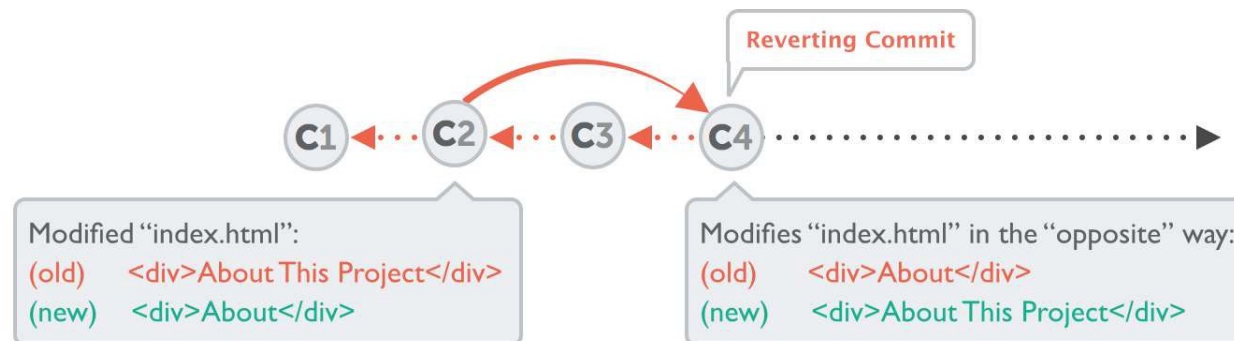 Reverting Commit
C1 C2 C3 C4
Modified “index.html”:
(old) <div>About This Project</div>
(new) <div>About</div>
Modifies “index.html” in the “opposite” way:
(old) <div>About</div>
(new) <div>About This Project</div>